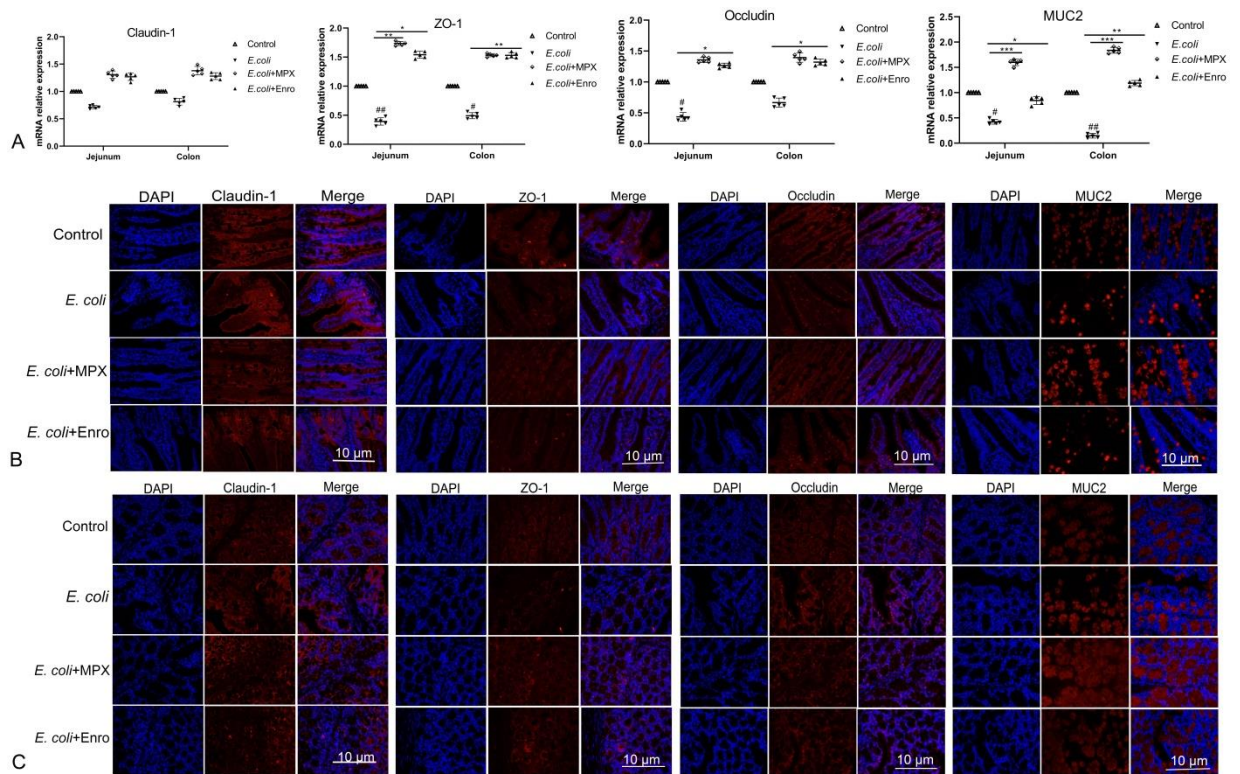 A
Claudin-1
mRNA relative expression
2.0
1.5
1.0
0.5
0.0
Jejunum
Colon
Control
E. coli
E.coli+MPX
E.coli+Enro
ZO-1
mRNA relative expression
2.0
1.5
1.0
0.5
0.0
*
**
**
##
#
Jejunum
Colon
Control
E. coli
E.coli+MPX
E.coli+Enro
Occludin
mRNA relative expression
2.0
1.5
1.0
0.5
0.0
*
*
#
Jejunum
Colon
Control
E. coli
E.coli+MPX
E.coli+Enro
MUC2
mRNA relative expression
2.0
1.5
1.0
0.5
0.0
*
***
**
***
#
##
Jejunum
Colon
Control
E. coli
E.coli+MPX
E.coli+Enro
B
DAPI Claudin-1 Merge DAPI ZO-1 Merge DAPI Occludin Merge DAPI MUC2 Merge
Control
E. coli
E. coli+MPX
E. coli+Enro
10 µm 10 µm 10 µm 10 µm
C
DAPI Claudin-1 Merge DAPI ZO-1 Merge DAPI Occludin Merge DAPI MUC2 Merge
Control
E. coli
E. coli+MPX
E. coli+Enro
10 µm 10 µm 10 µm 10 µm